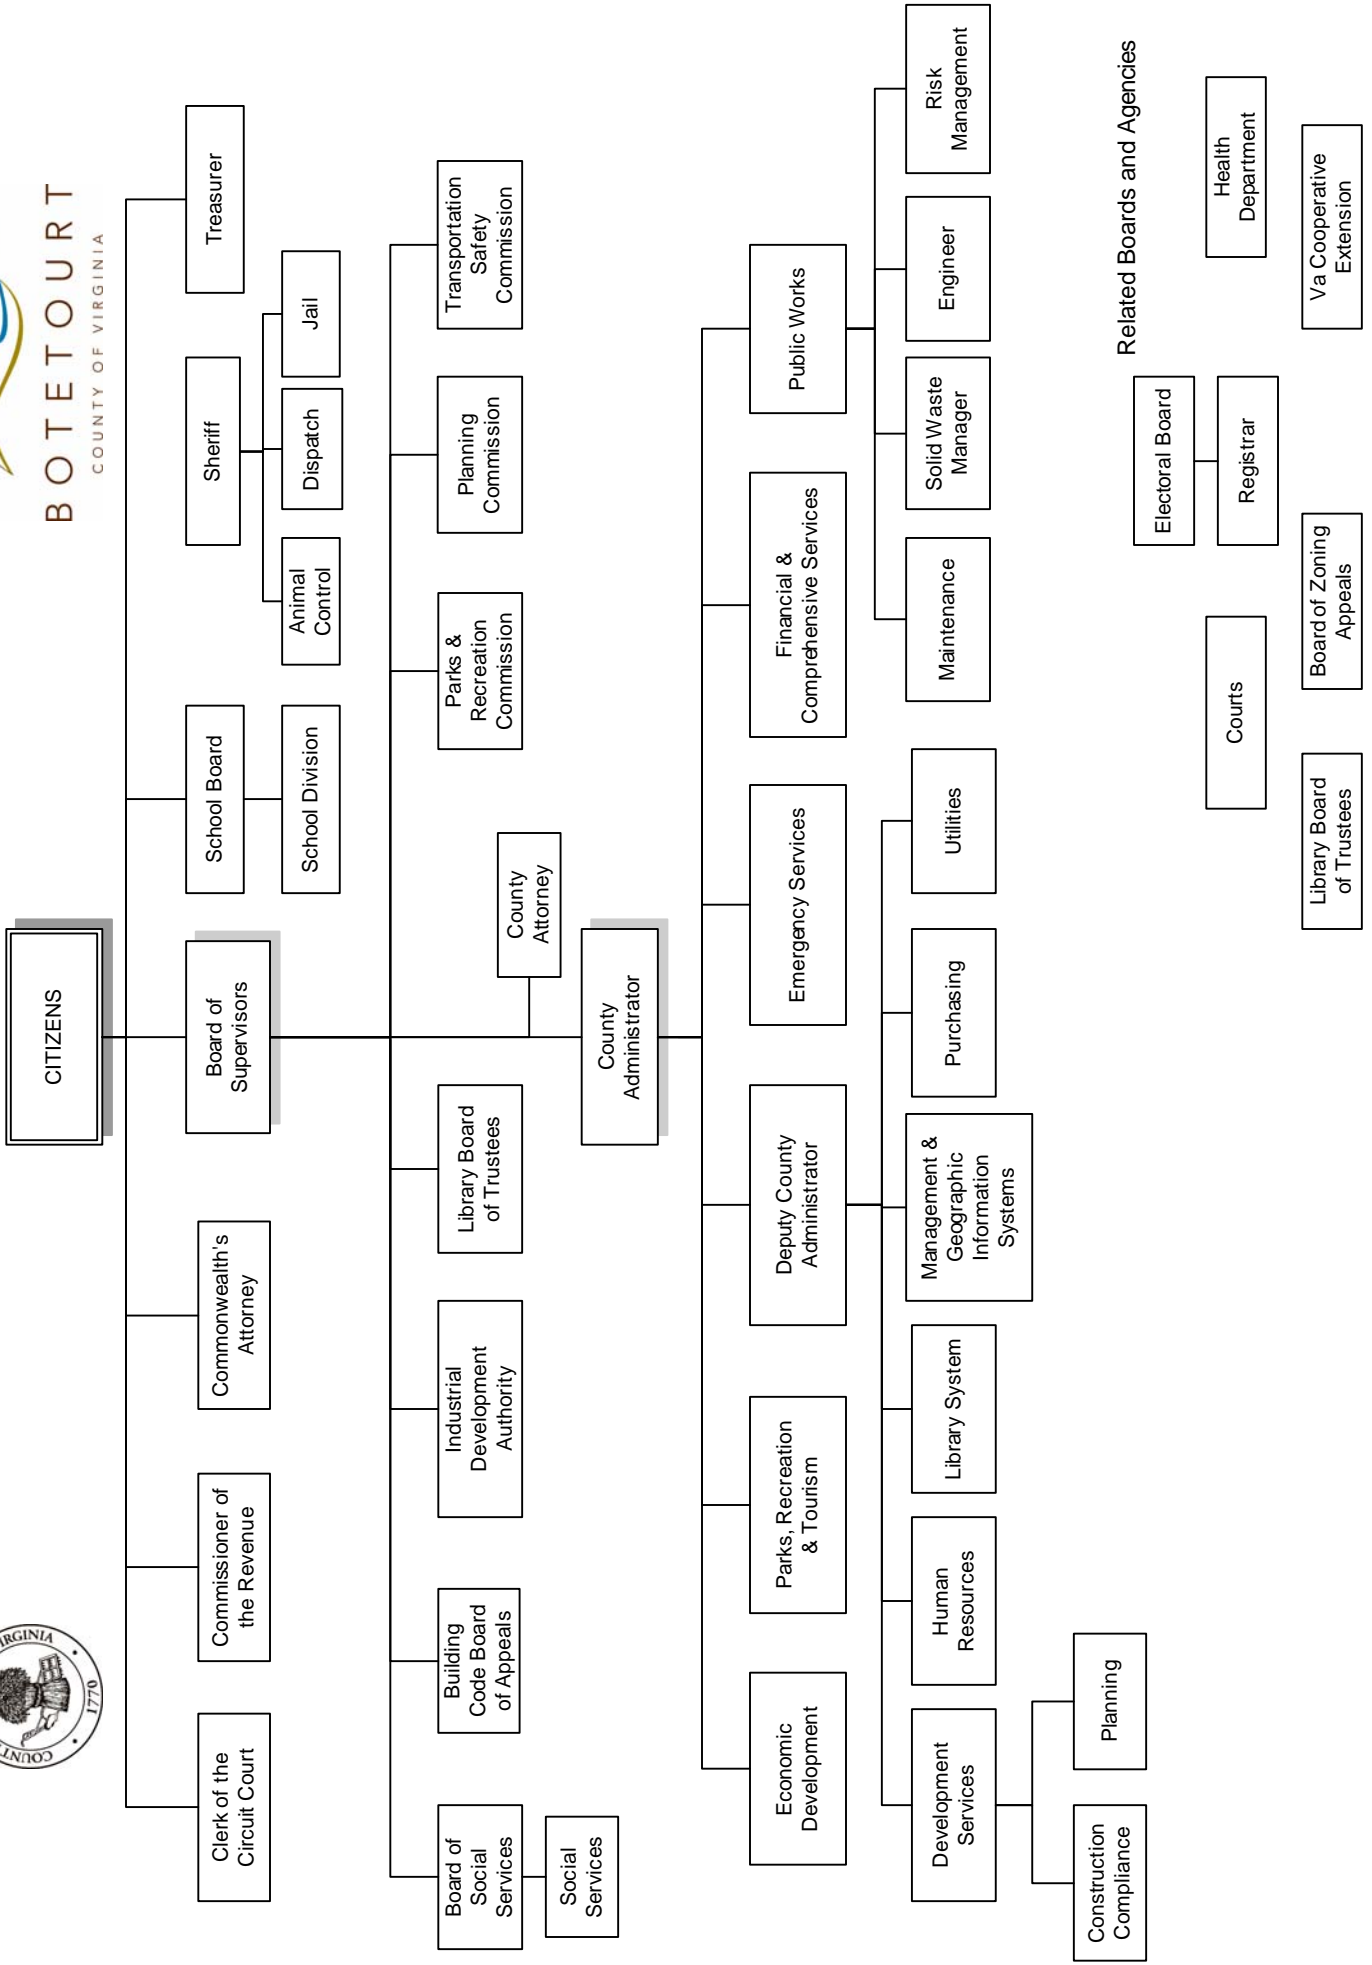 COUNT
RGINIA
1770
BOTETOURT
COUNTY OF VIRGINIA
CITIZENS
Clerk of the
Circuit Court
Commissioner of
the Revenue
Commonwealth's
Attorney
Board of
Supervisors
School Board
School Division
Sheriff
Animal
Control
Dispatch
Jail
Treasurer
Board of
Social
Services
Social
Services
Building
Code Board
of Appeals
Industrial
Development
Authority
Library Board
of Trustees
Parks &
Recreation
Commission
Planning
Commission
Transportation
Safety
Commission
County
Attorney
County
Administrator
Economic
Development
Parks, Recreation
& Tourism
Deputy County
Administrator
Emergency Services
Financial &
Comprehensive Services
Public Works
Development
Services
Human
Resources
Library System
Management &
Geographic
Information
Systems
Purchasing
Utilities
Maintenance
Solid Waste
Manager
Engineer
Risk
Management
Construction
Compliance
Planning
Related Boards and Agencies
Electoral Board
Registrar
Courts
Health
Department
Library Board
of Trustees
Board of Zoning
Appeals
Va Cooperative
Extension